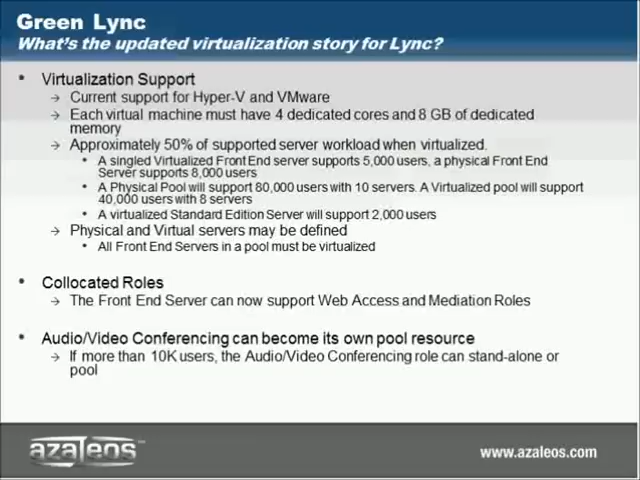 Green Lync
What's the updated virtualization story for Lync?
• Virtualization Support
→ Current support for Hyper-V and VMware
→ Each virtual machine must have 4 dedicated cores and 8 GB of dedicated
memory
→ Approximately 50% of supported server workload when virtualized.
• A singled Virtualized Front End server supports 5,000 users, a physical Front End
Server supports 8,000 users
• A Physical Pool will support 80,000 users with 10 servers. A Virtualized pool will support
40,000 users with 8 servers
• A virtualized Standard Edition Server will support 2,000 users
→ Physical and Virtual servers may be defined
• All Front End Servers in a pool must be virtualized
• Collocated Roles
→ The Front End Server can now support Web Access and Mediation Roles
• Audio/Video Conferencing can become its own pool resource
→ If more than 10K users, the Audio/Video Conferencing role can stand-alone or
pool
azaleos™
www.azaleos.com